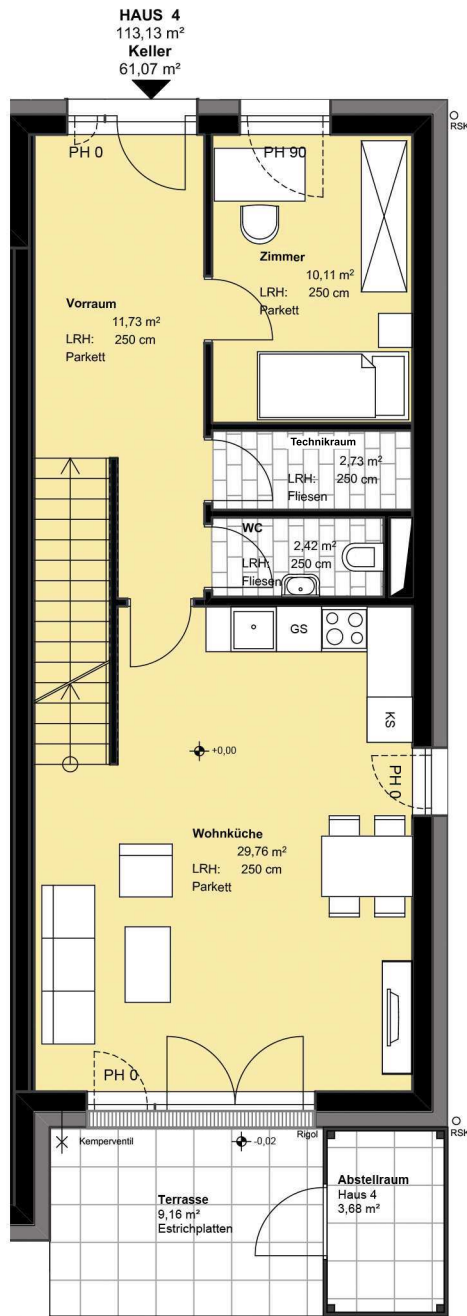 HAUS 4
113,13 m²
Keller
61,07 m²
RSK
PH 0
PH 90
Zimmer
10,11 m²
LRH: 250 cm
Parkett
Vorraum
11,73 m²
LRH: 250 cm
Parkett
Technikraum
2,73 m²
LRH: 250 cm
Fliesen
WC
2,42 m²
LRH: 250 cm
Fliesen
GS
KS
+0,00
PH 0
Wohnküche
29,76 m²
LRH: 250 cm
Parkett
PH 0
Kemperventil
-0,02
Rigol
RSK
Terrasse
9,16 m²
Estrichplatten
Abstellraum
Haus 4
3,68 m²